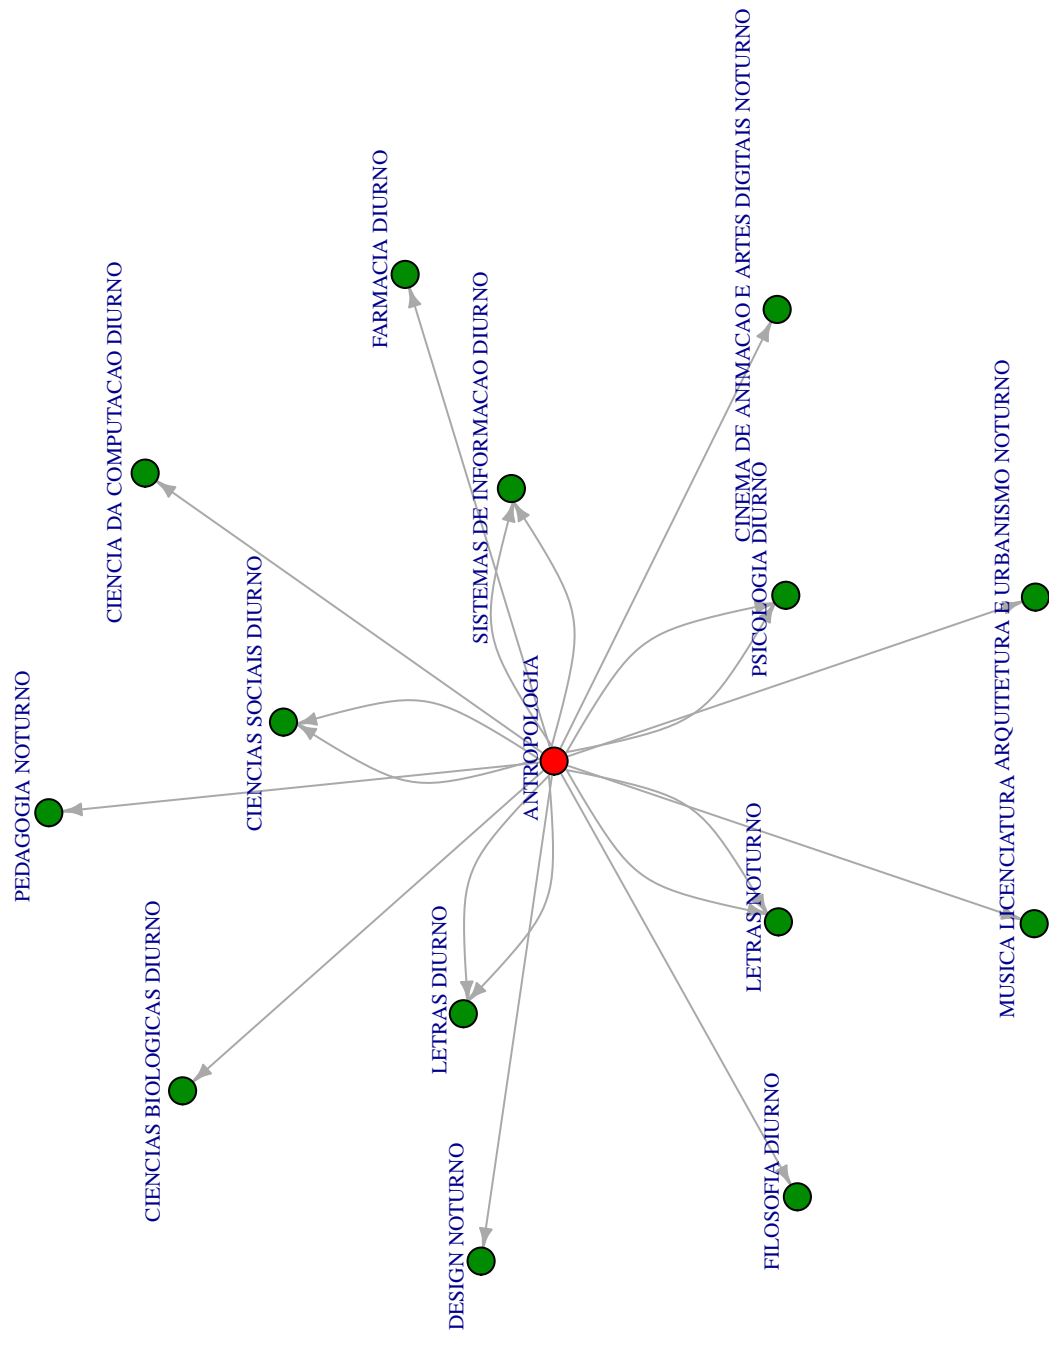 CINEMA DE ANIMACAO E ARTES DIGITAIS NOTURNO
FARMACIA DIURNO
CIENCIA DA COMPUTACAO DIURNO
SISTEMAS DE INFORMACAO DIURNO
ARQUITETURA E URBANISMO NOTURNO
PSICOLOGIA DIURNO
CIENCIAS SOCIAIS DIURNO
ANTROPOLOGIA
PEDAGOGIA NOTURNO
MUSICA LICENCIATURA
LETRAS NOTURNO
CIENCIAS BIOLOGICAS DIURNO
LETRAS DIURNO
FILOSOFIA DIURNO
DESIGN NOTURNO